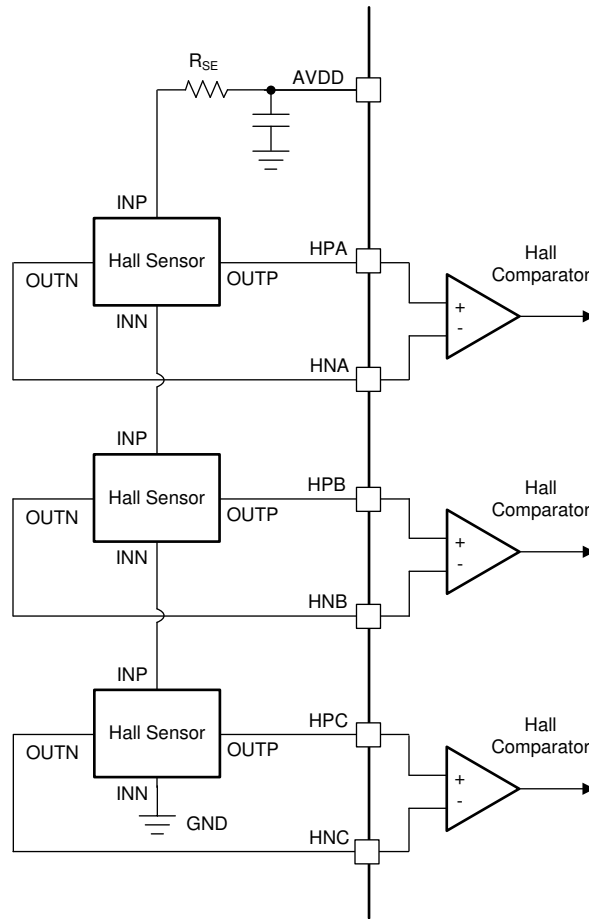 R_SE
AVDD
INP
Hall Sensor
OUTN
OUTP
INN
HPA
HNA
Hall
Comparator
+
-
INP
Hall Sensor
OUTN
OUTP
INN
HPB
HNB
Hall
Comparator
+
-
INP
Hall Sensor
OUTN
OUTP
INN
GND
HPC
HNC
Hall
Comparator
+
-